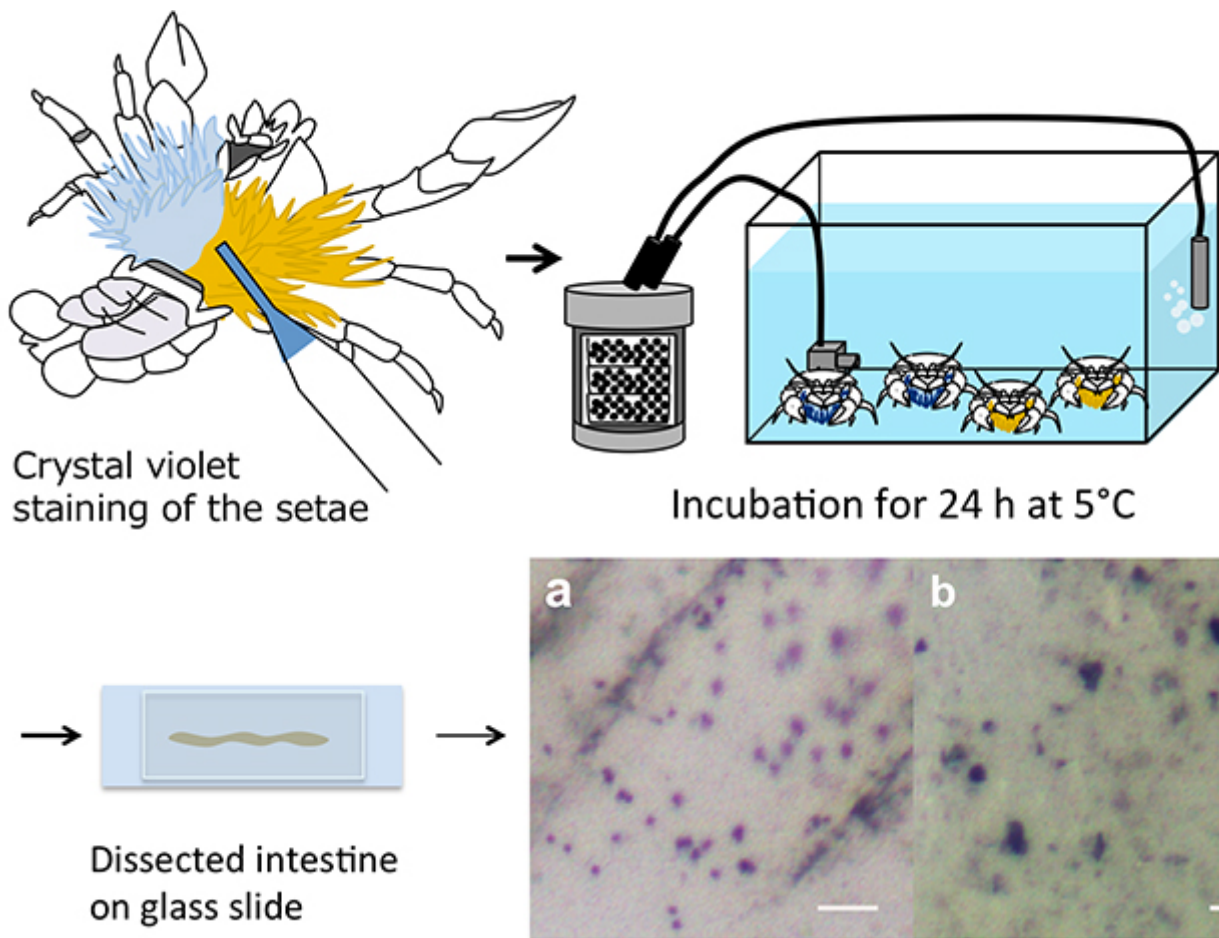 Crystal violet
staining of the setae
Incubation for 24 h at 5°C
Dissected intestine
on glass slide
a
b